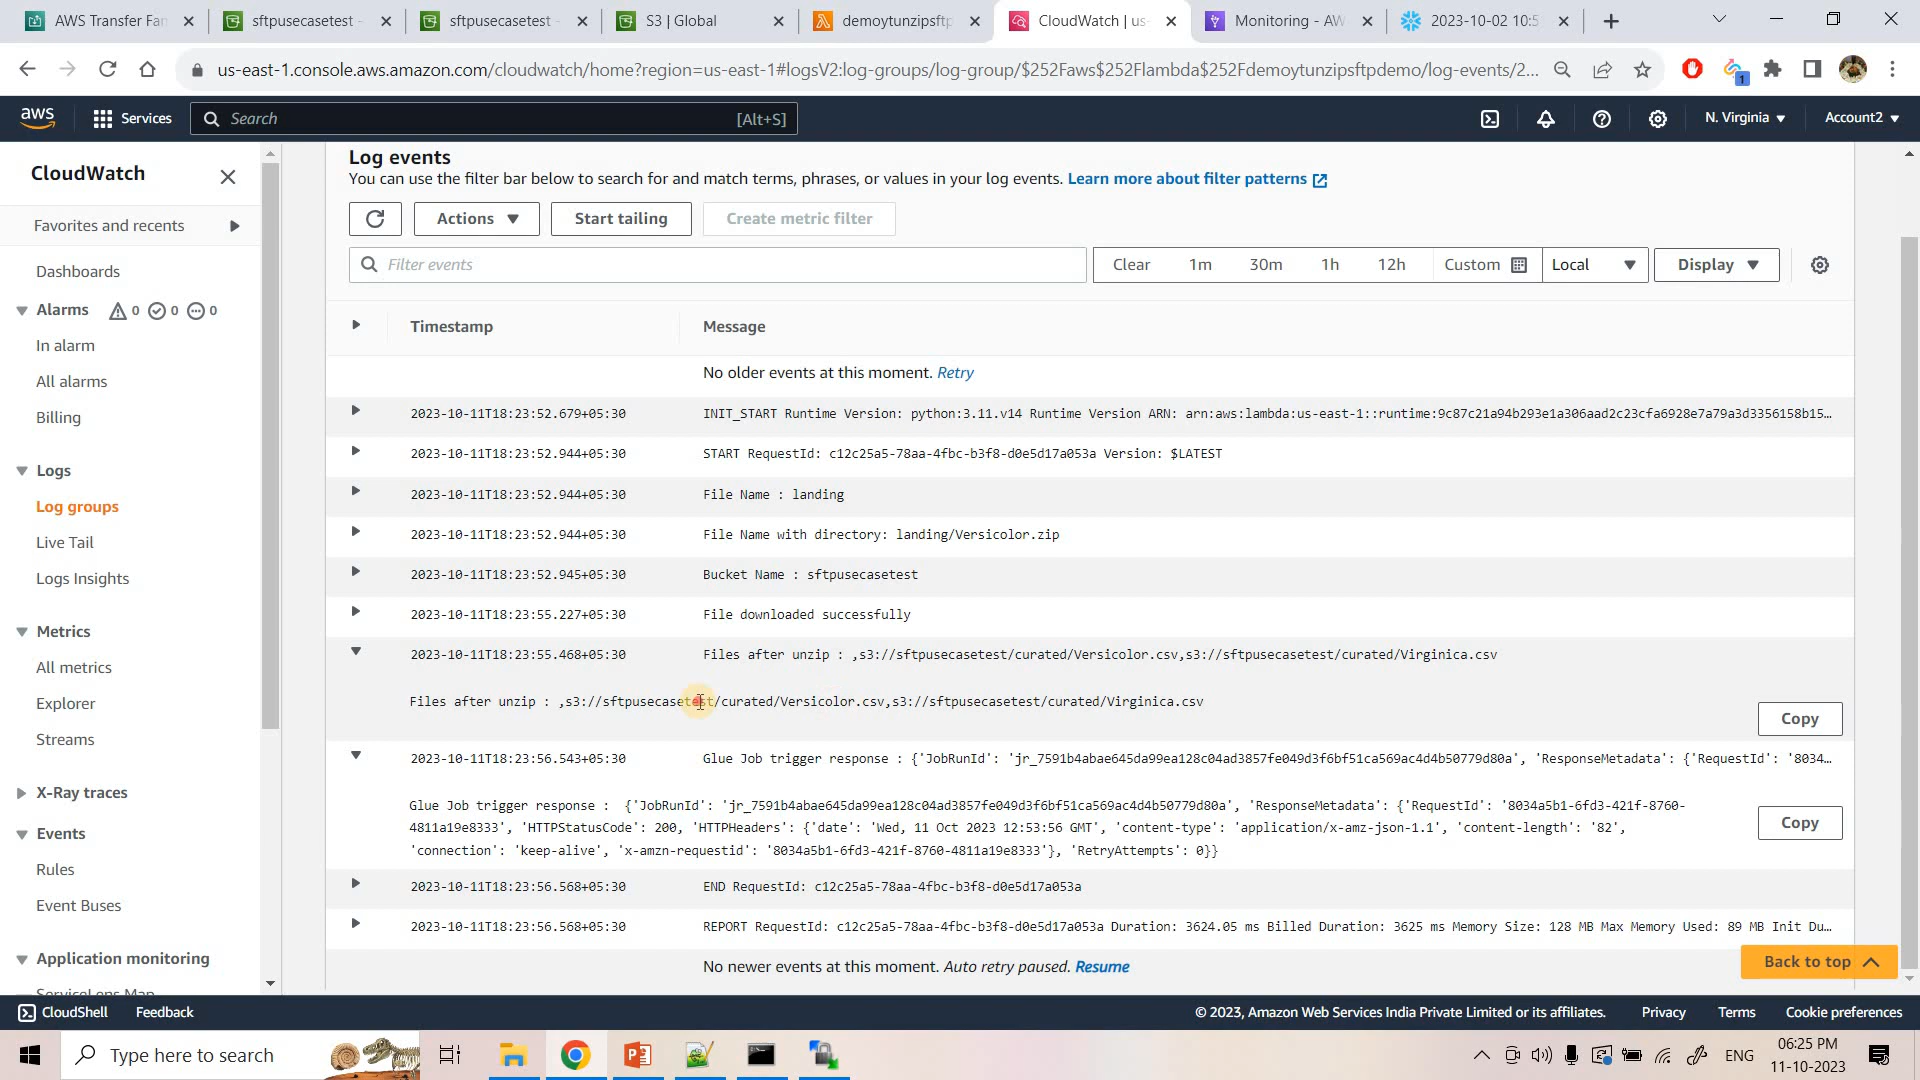 AWS Transfer Fan
sftpusecasetest -
sftpusecasetest -
S3 | Global
demoytunzipsftp
CloudWatch | us-
Monitoring - AW
2023-10-02 10:5
us-east-1.console.aws.amazon.com/cloudwatch/home?region=us-east-1#logsV2:log-groups/log-group/$252Faws$252Flambda$252Fdemoytunzipsftpdemo/log-events/2...
1
aws
Services
Search
[Alt+S]
N. Virginia
Account2
CloudWatch
Favorites and recents
Dashboards
Alarms 0 0 0
In alarm
All alarms
Billing
Logs
Log groups
Live Tail
Logs Insights
Metrics
All metrics
Explorer
Streams
X-Ray traces
Events
Rules
Event Buses
Application monitoring
ServiceLens Map
Log events
You can use the filter bar below to search for and match terms, phrases, or values in your log events. Learn more about filter patterns
Actions
Start tailing
Create metric filter
Filter events
Clear 1m 30m 1h 12h Custom
Local
Display
Timestamp Message
No older events at this moment. Retry
2023-10-11T18:23:52.679+05:30 INIT_START Runtime Version: python:3.11.v14 Runtime Version ARN: arn:aws:lambda:us-east-1::runtime:9c87c21a94b293e1a306aad2c23cfa6928e7a79a3d3356158b15...
2023-10-11T18:23:52.944+05:30 START RequestId: c12c25a5-78aa-4fbc-b3f8-d0e5d17a053a Version: $LATEST
2023-10-11T18:23:52.944+05:30 File Name : landing
2023-10-11T18:23:52.944+05:30 File Name with directory: landing/Versicolor.zip
2023-10-11T18:23:52.945+05:30 Bucket Name : sftpusecasetest
2023-10-11T18:23:55.227+05:30 File downloaded successfully
2023-10-11T18:23:55.468+05:30 Files after unzip : ,s3://sftpusecasetest/curated/Versicolor.csv,s3://sftpusecasetest/curated/Virginica.csv
Files after unzip : ,s3://sftpusecasetest/curated/Versicolor.csv,s3://sftpusecasetest/curated/Virginica.csv
Copy
2023-10-11T18:23:56.543+05:30 Glue Job trigger response : {'JobRunId': 'jr_7591b4abae645da99ea128c04ad3857fe049d3f6bf51ca569ac4d4b50779d80a', 'ResponseMetadata': {'RequestId': '8034...
Glue Job trigger response :  {'JobRunId': 'jr_7591b4abae645da99ea128c04ad3857fe049d3f6bf51ca569ac4d4b50779d80a', 'ResponseMetadata': {'RequestId': '8034a5b1-6fd3-421f-8760-
4811a19e8333', 'HTTPStatusCode': 200, 'HTTPHeaders': {'date': 'Wed, 11 Oct 2023 12:53:56 GMT', 'content-type': 'application/x-amz-json-1.1', 'content-length': '82',
'connection': 'keep-alive', 'x-amzn-requestid': '8034a5b1-6fd3-421f-8760-4811a19e8333'}, 'RetryAttempts': 0}}
Copy
2023-10-11T18:23:56.568+05:30 END RequestId: c12c25a5-78aa-4fbc-b3f8-d0e5d17a053a
2023-10-11T18:23:56.568+05:30 REPORT RequestId: c12c25a5-78aa-4fbc-b3f8-d0e5d17a053a Duration: 3624.05 ms Billed Duration: 3625 ms Memory Size: 128 MB Max Memory Used: 89 MB Init Du...
No newer events at this moment. Auto retry paused. Resume
Back to top
CloudShell
Feedback
© 2023, Amazon Web Services India Private Limited or its affiliates.
Privacy
Terms
Cookie preferences
Type here to search
ENG
06:25 PM
11-10-2023